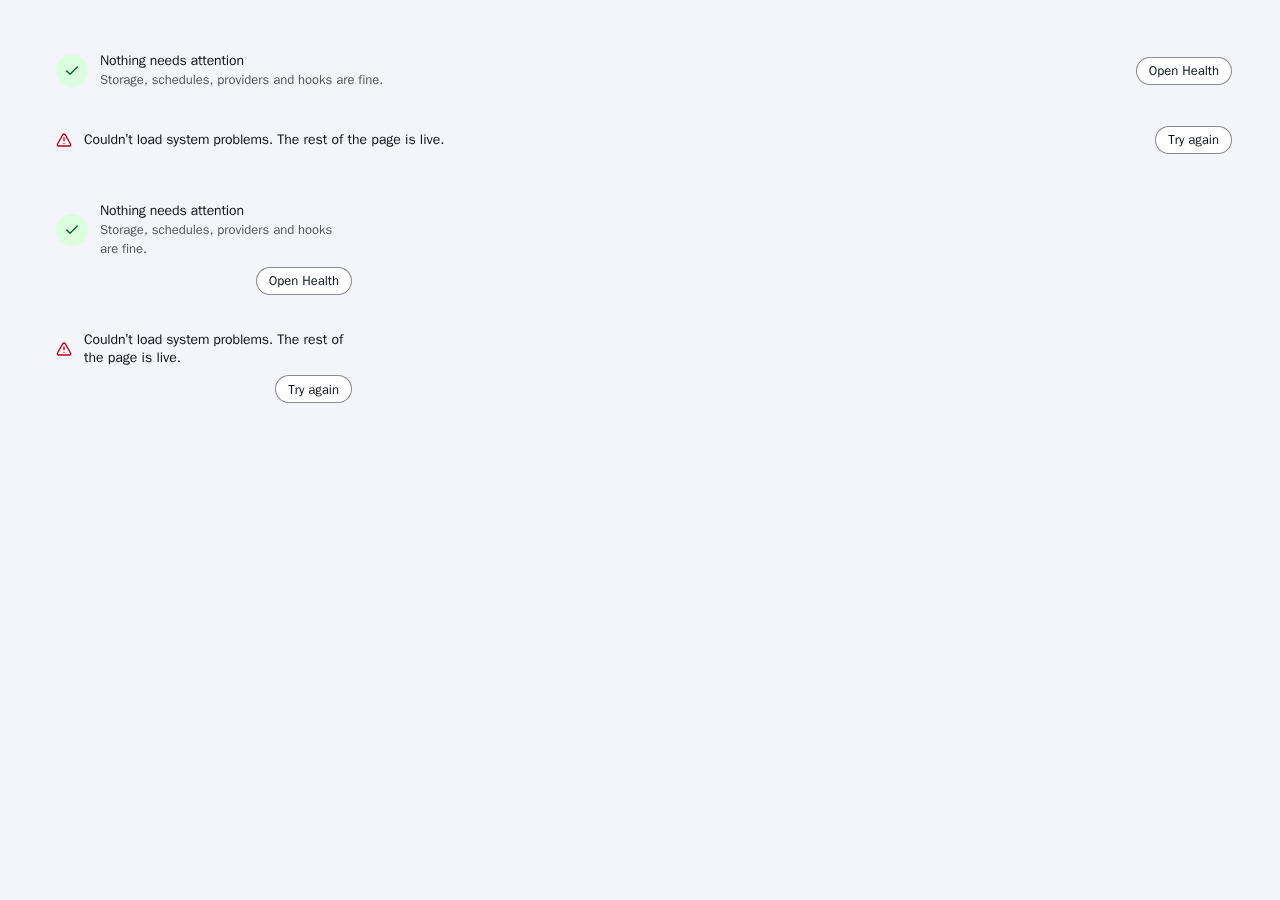 Nothing needs attention
Storage, schedules, providers and hooks are fine.
Open Health
Couldn't load system problems. The rest of the page is live.
Try again
Nothing needs attention
Storage, schedules, providers and hooks
are fine.
Open Health
Couldn't load system problems. The rest of
the page is live.
Try again